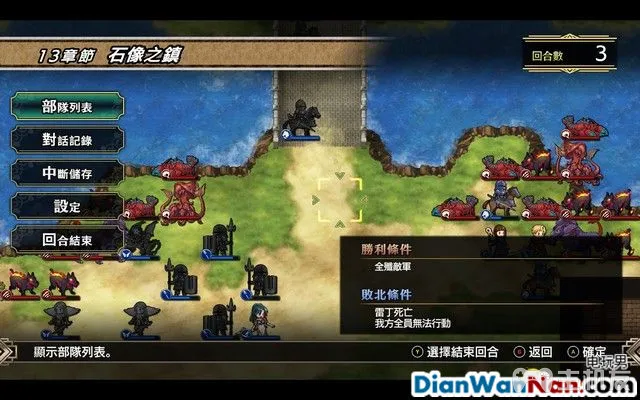 13章節 石像之鎮
回合數 3
部隊列表
對話記錄
中斷儲存
設定
回合結束
勝利條件
全殲敵軍
敗北條件
雷丁死亡
我方全員無法行動
顯示部隊列表。
Y 選擇結束回合 B 返回 A 確定
电玩男
DianWanNan.com